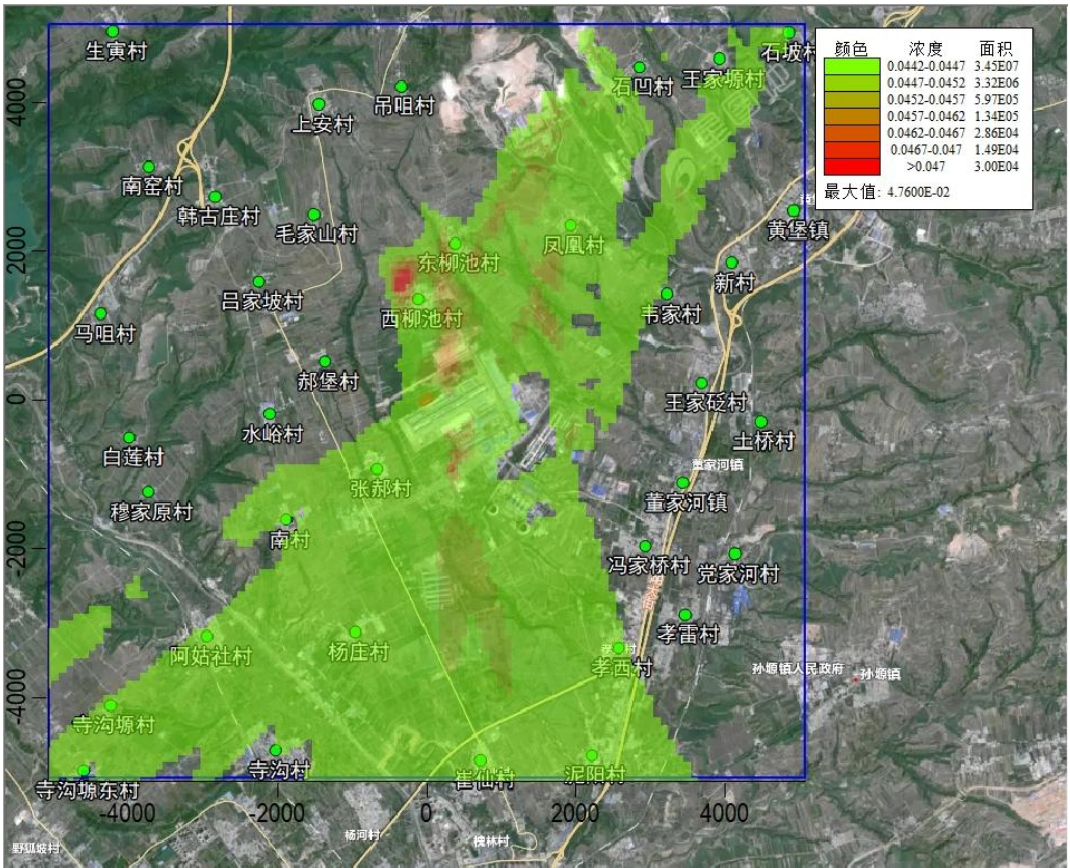 生寅村
石坡村
石凹村
王家塬村
吊咀村
上安村
南窑村
韩古庄村
毛家山村
凤凰村
黄堡镇
东柳池村
新村
吕家坡村
西柳池村
韦家村
马咀村
郝堡村
王家砭村
水峪村
土桥村
白莲村
董家河镇
张郝村
董家河镇
穆家原村
南村
冯家桥村
党家河村
孝雷村
阿姑社村
杨庄村
孝西村
孙塬镇人民政府
孙塬镇
寺沟塬村
寺沟村
崔仙村
泥阳村
寺沟塬东村
杨河村
槐林村
野狐坡村
4000
2000
0
-2000
-4000
-4000
-2000
0
2000
4000
颜色 浓度 面积
0.0442-0.0447 3.45E07
0.0447-0.0452 3.32E06
0.0452-0.0457 5.97E05
0.0457-0.0462 1.34E05
0.0462-0.0467 2.86E04
0.0467-0.047 1.49E04
>0.047 3.00E04
最大值: 4.7600E-02